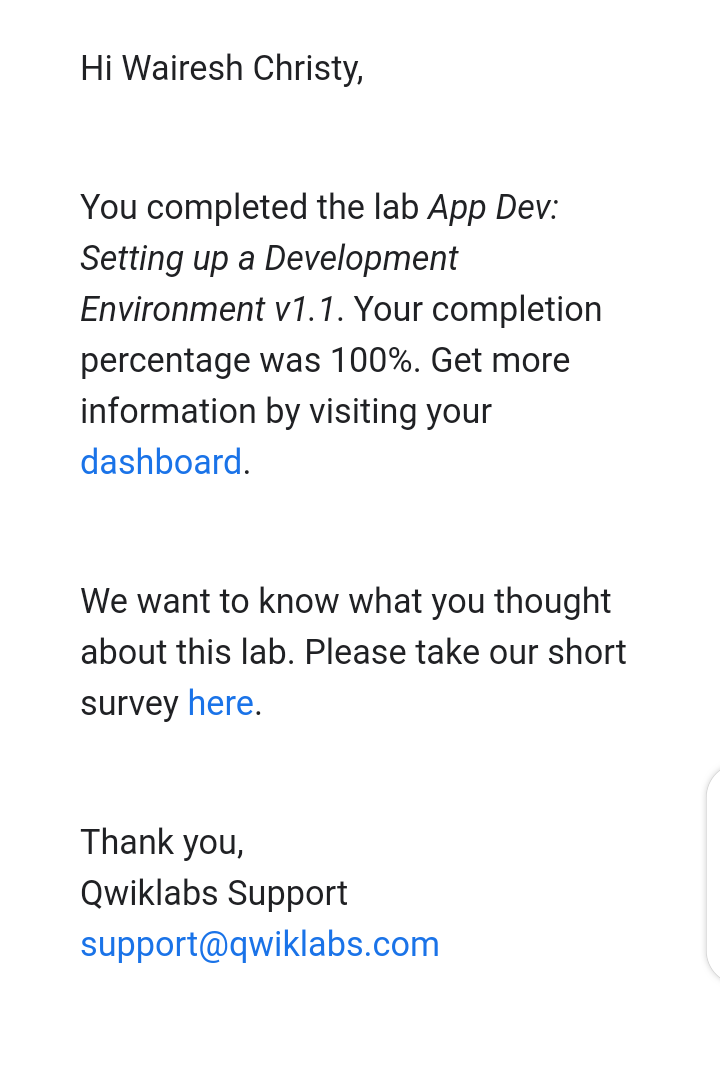 Hi Wairesh Christy,
You completed the lab App Dev:
Setting up a Development
Environment v1.1. Your completion
percentage was 100%. Get more
information by visiting your
dashboard.
We want to know what you thought
about this lab. Please take our short
survey here.
Thank you,
Qwiklabs Support
support@qwiklabs.com